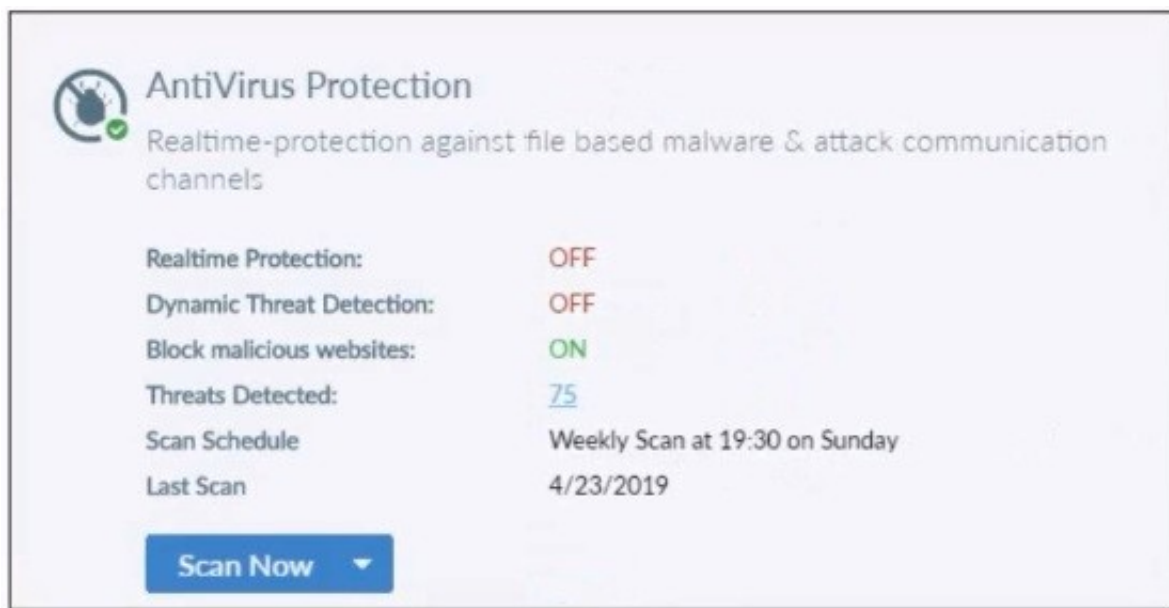 AntiVirus Protection
Realtime-protection against file based malware & attack communication
channels
Realtime Protection: OFF
Dynamic Threat Detection: OFF
Block malicious websites: ON
Threats Detected: 75
Scan Schedule Weekly Scan at 19:30 on Sunday
Last Scan 4/23/2019
Scan Now